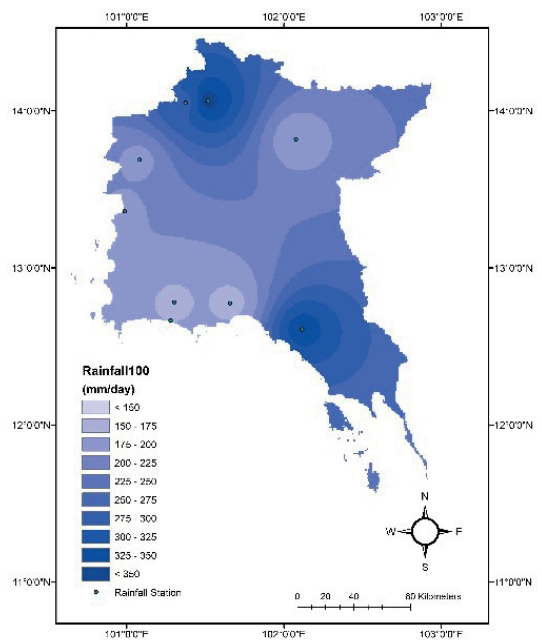 101°0'0"E 102°0'0"E 103°0'0"E
14°0'0"N 14°0'0"N
13°0'0"N 13°0'0"N
12°0'0"N 12°0'0"N
11°0'0"N 11°0'0"N
Rainfall100
(mm/day)
< 150
150 - 175
175 - 200
200 - 225
225 - 250
250 - 275
275 - 300
300 - 325
325 - 350
< 350
Rainfall Station
N
W E
S
0 20 40 80 Kilometers
101°0'0"E 102°0'0"E 103°0'0"E